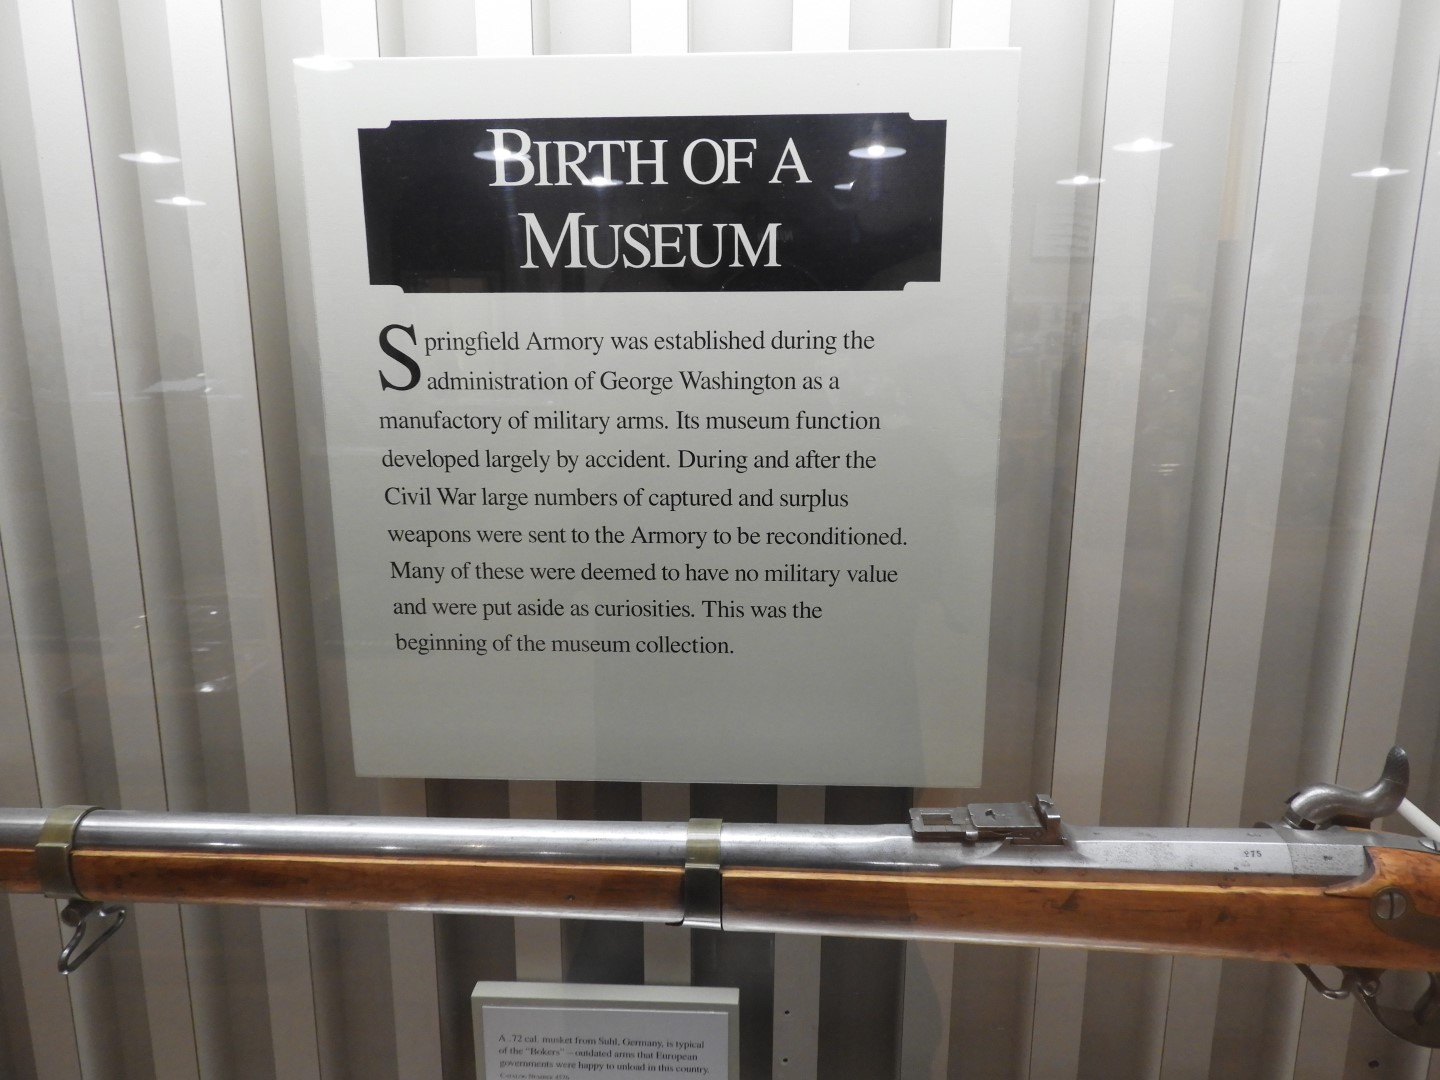 BIRTH OF A
MUSEUM
Springfield Armory was established during the
administration of George Washington as a
manufactory of military arms. Its museum function
developed largely by accident. During and after the
Civil War large numbers of captured and surplus
weapons were sent to the Armory to be reconditioned.
Many of these were deemed to have no military value
and were put aside as curiosities. This was the
beginning of the museum collection.
A .72 cal. musket from Suhl, Germany, is typical
of the "Bokers" – outdated arms that European
governments were happy to unload in this country.